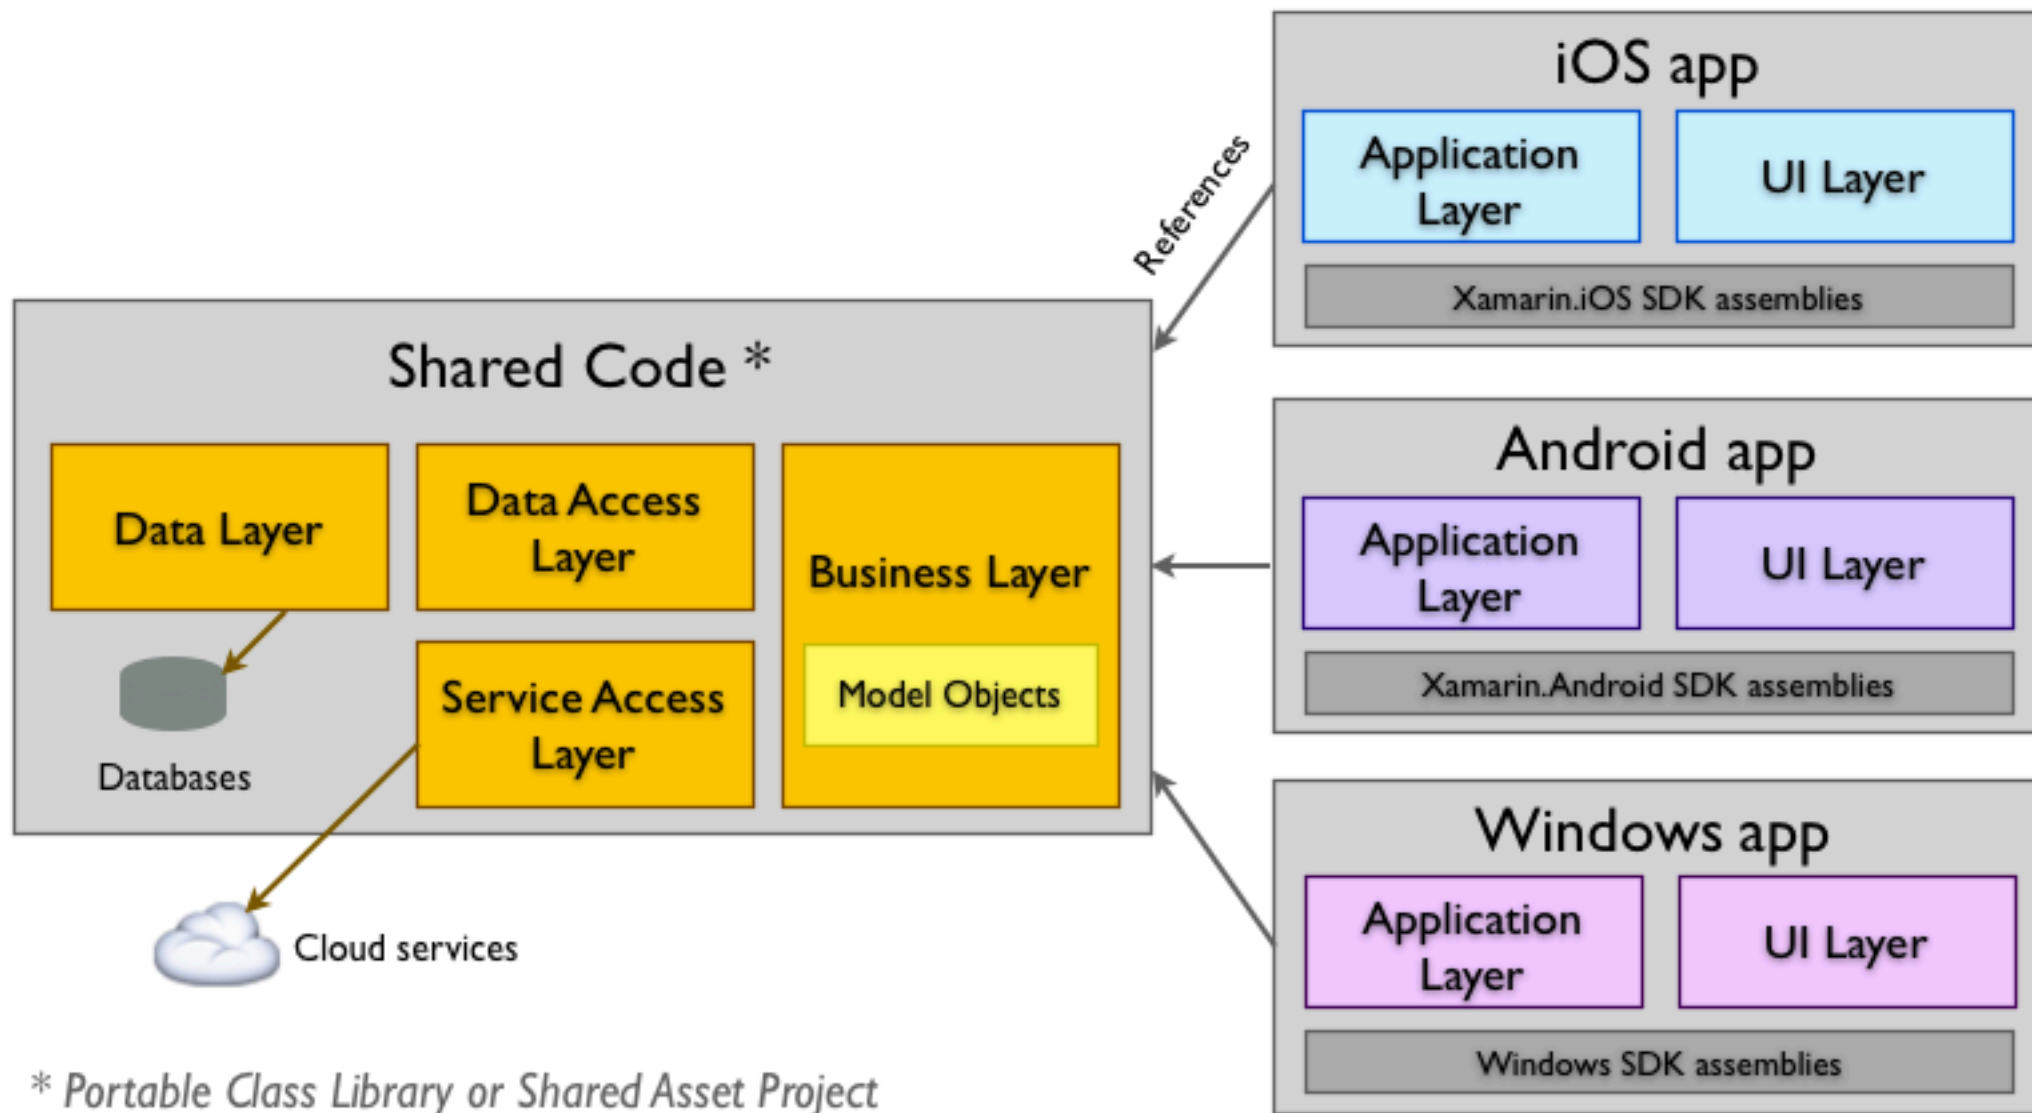 iOS app
Application
Layer
UI Layer
Xamarin.iOS SDK assemblies
References
Shared Code *
Data Layer
Data Access
Layer
Business Layer
Model Objects
Service Access
Layer
Databases
Cloud services
Android app
Application
Layer
UI Layer
Xamarin.Android SDK assemblies
Windows app
Application
Layer
UI Layer
Windows SDK assemblies
* Portable Class Library or Shared Asset Project